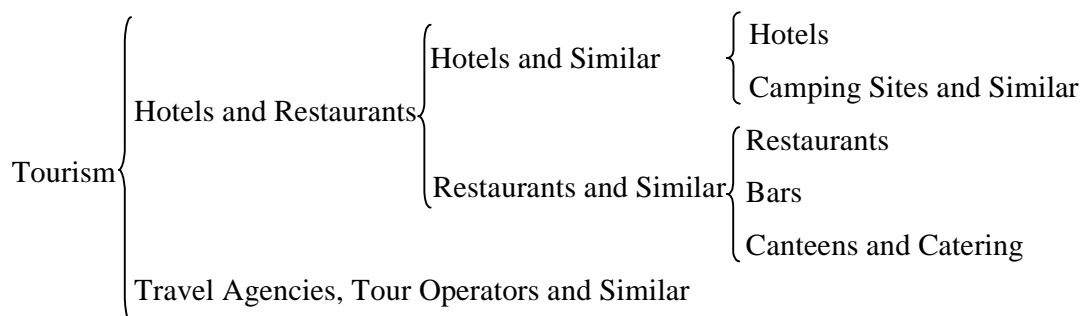 Hotels
Hotels and Similar
Camping Sites and Similar
Hotels and Restaurants
Restaurants
Tourism
Restaurants and Similar
Bars
Canteens and Catering
Travel Agencies, Tour Operators and Similar